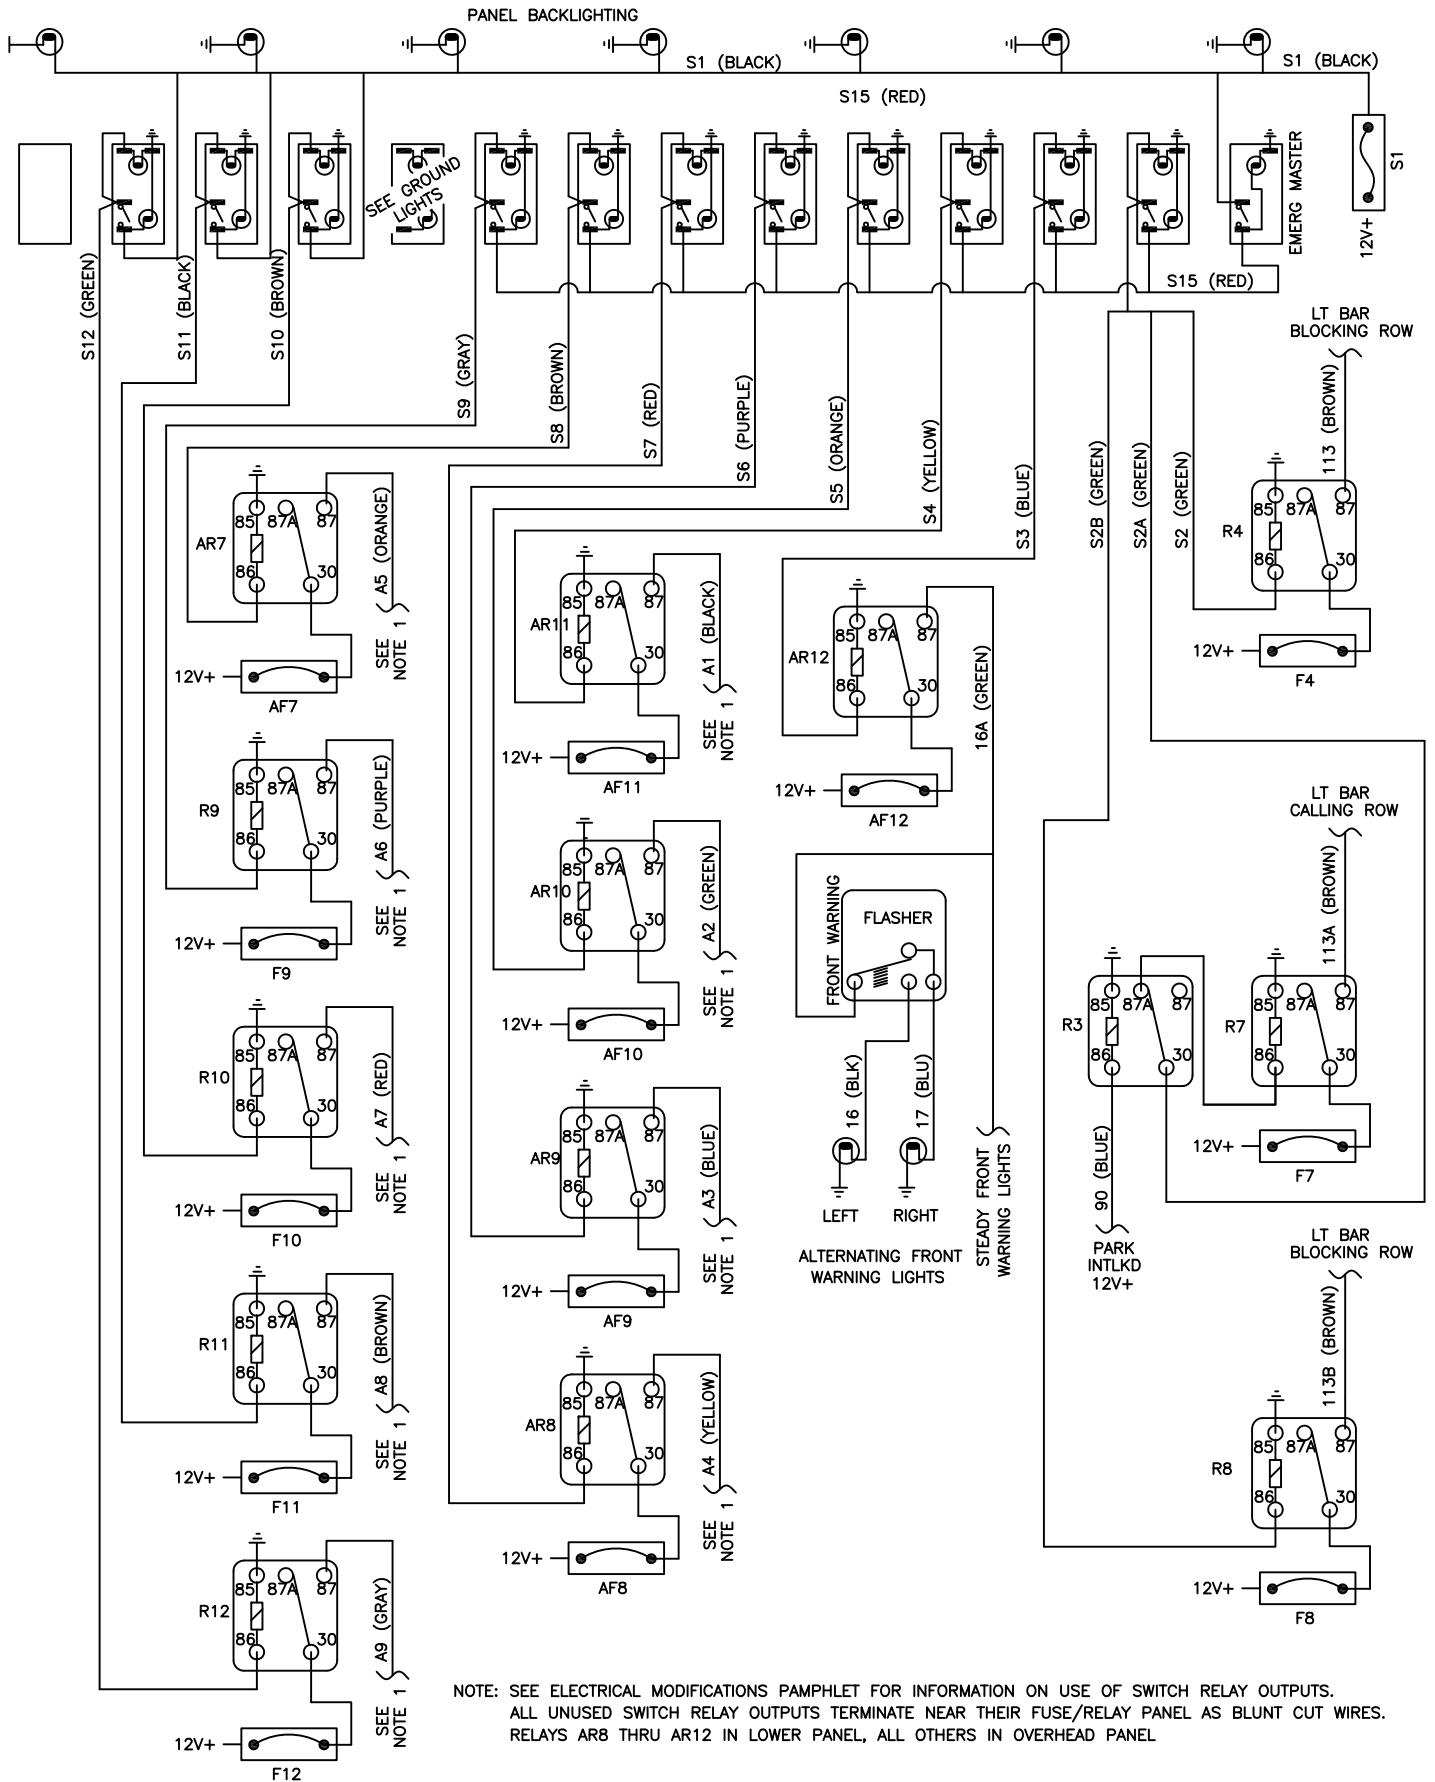 PANEL BACKLIGHTING
S1 (BLACK)
S1 (BLACK)
S15 (RED)
S1
12V+
EMERG MASTER
SEE GROUND
LIGHTS
S15 (RED)
S12 (GREEN)
S11 (BLACK)
S10 (BROWN)
S9 (GRAY)
S8 (BROWN)
S7 (RED)
S6 (PURPLE)
S5 (ORANGE)
S4 (YELLOW)
S3 (BLUE)
S2B (GREEN)
S2A (GREEN)
S2 (GREEN)
LT BAR
BLOCKING ROW
113 (BROWN)
R4
85
87A
87
86
30
12V+
F4
AR7
85
87A
87
86
30
A5 (ORANGE)
SEE
NOTE 1
12V+
AF7
R9
85
87A
87
86
30
A6 (PURPLE)
SEE
NOTE 1
12V+
F9
R10
85
87A
87
86
30
A7 (RED)
SEE
NOTE 1
12V+
F10
R11
85
87A
87
86
30
A8 (BROWN)
SEE
NOTE 1
12V+
F11
R12
85
87A
87
86
30
A9 (GRAY)
SEE
NOTE 1
12V+
F12
AR11
85
87A
87
86
30
A1 (BLACK)
SEE
NOTE 1
12V+
AF11
AR10
85
87A
87
86
30
A2 (GREEN)
SEE
NOTE 1
12V+
AF10
AR9
85
87A
87
86
30
A3 (BLUE)
SEE
NOTE 1
12V+
AF9
AR8
85
87A
87
86
30
A4 (YELLOW)
SEE
NOTE 1
12V+
AF8
AR12
85
87A
87
86
30
16A (GREEN)
12V+
AF12
FRONT WARNING
FLASHER
16 (BLK)
17 (BLU)
LEFT
RIGHT
ALTERNATING FRONT
WARNING LIGHTS
STEADY FRONT
WARNING LIGHTS
LT BAR
CALLING ROW
113A (BROWN)
R3
85
87A
87
86
30
90 (BLUE)
PARK
INTLKD
12V+
R7
85
87A
87
86
30
12V+
F7
LT BAR
BLOCKING ROW
113B (BROWN)
R8
85
87A
87
86
30
12V+
F8
NOTE: SEE ELECTRICAL MODIFICATIONS PAMPHLET FOR INFORMATION ON USE OF SWITCH RELAY OUTPUTS.
ALL UNUSED SWITCH RELAY OUTPUTS TERMINATE NEAR THEIR FUSE/RELAY PANEL AS BLUNT CUT WIRES.
RELAYS AR8 THRU AR12 IN LOWER PANEL, ALL OTHERS IN OVERHEAD PANEL